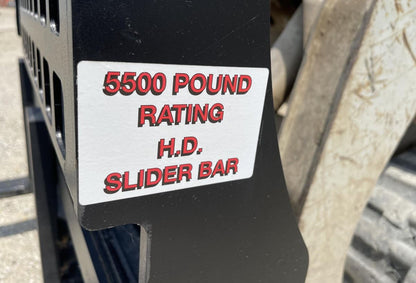 5500 POUND
RATING
H.D.
SLIDER BAR